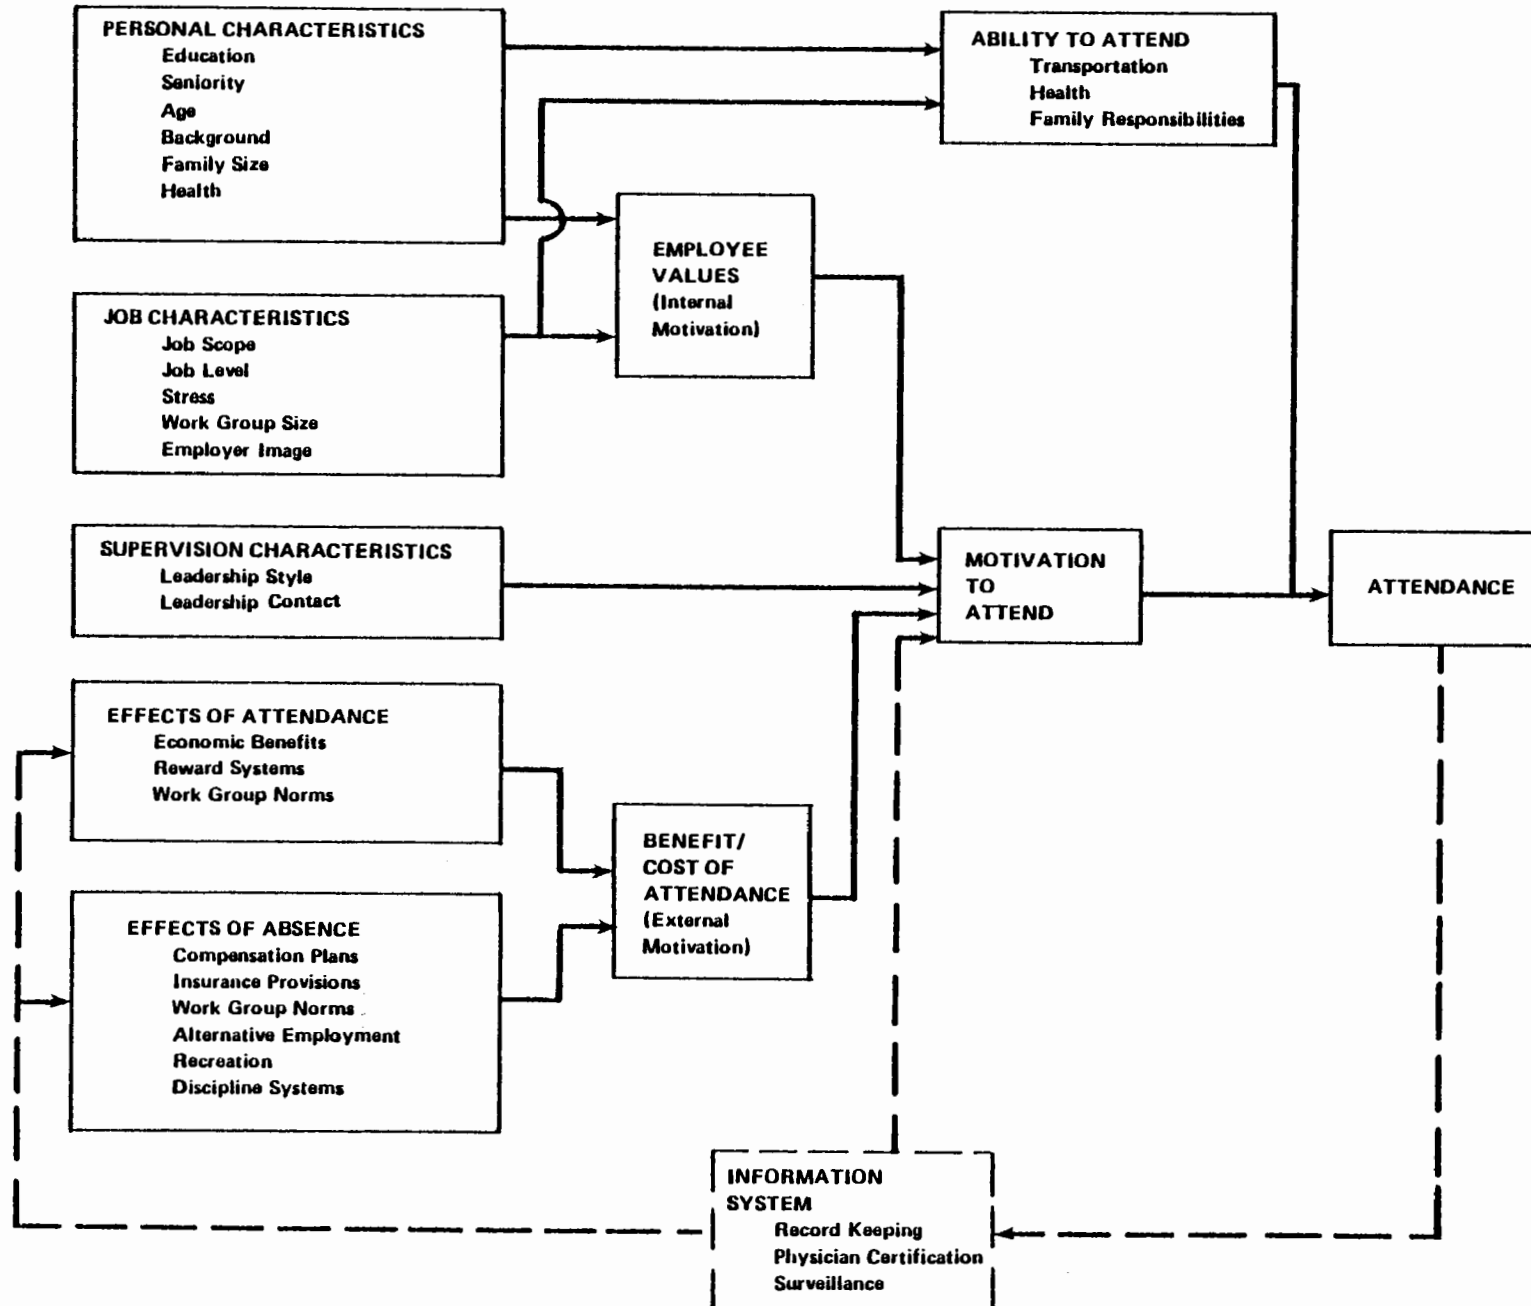 PERSONAL CHARACTERISTICS
Education
Seniority
Age
Background
Family Size
Health
ABILITY TO ATTEND
Transportation
Health
Family Responsibilities
EMPLOYEE
VALUES
(Internal
Motivation)
JOB CHARACTERISTICS
Job Scope
Job Level
Stress
Work Group Size
Employer Image
SUPERVISION CHARACTERISTICS
Leadership Style
Leadership Contact
MOTIVATION
TO
ATTEND
ATTENDANCE
EFFECTS OF ATTENDANCE
Economic Benefits
Reward Systems
Work Group Norms
BENEFIT/
COST OF
ATTENDANCE
(External
Motivation)
EFFECTS OF ABSENCE
Compensation Plans
Insurance Provisions
Work Group Norms
Alternative Employment
Recreation
Discipline Systems
INFORMATION
SYSTEM
Record Keeping
Physician Certification
Surveillance